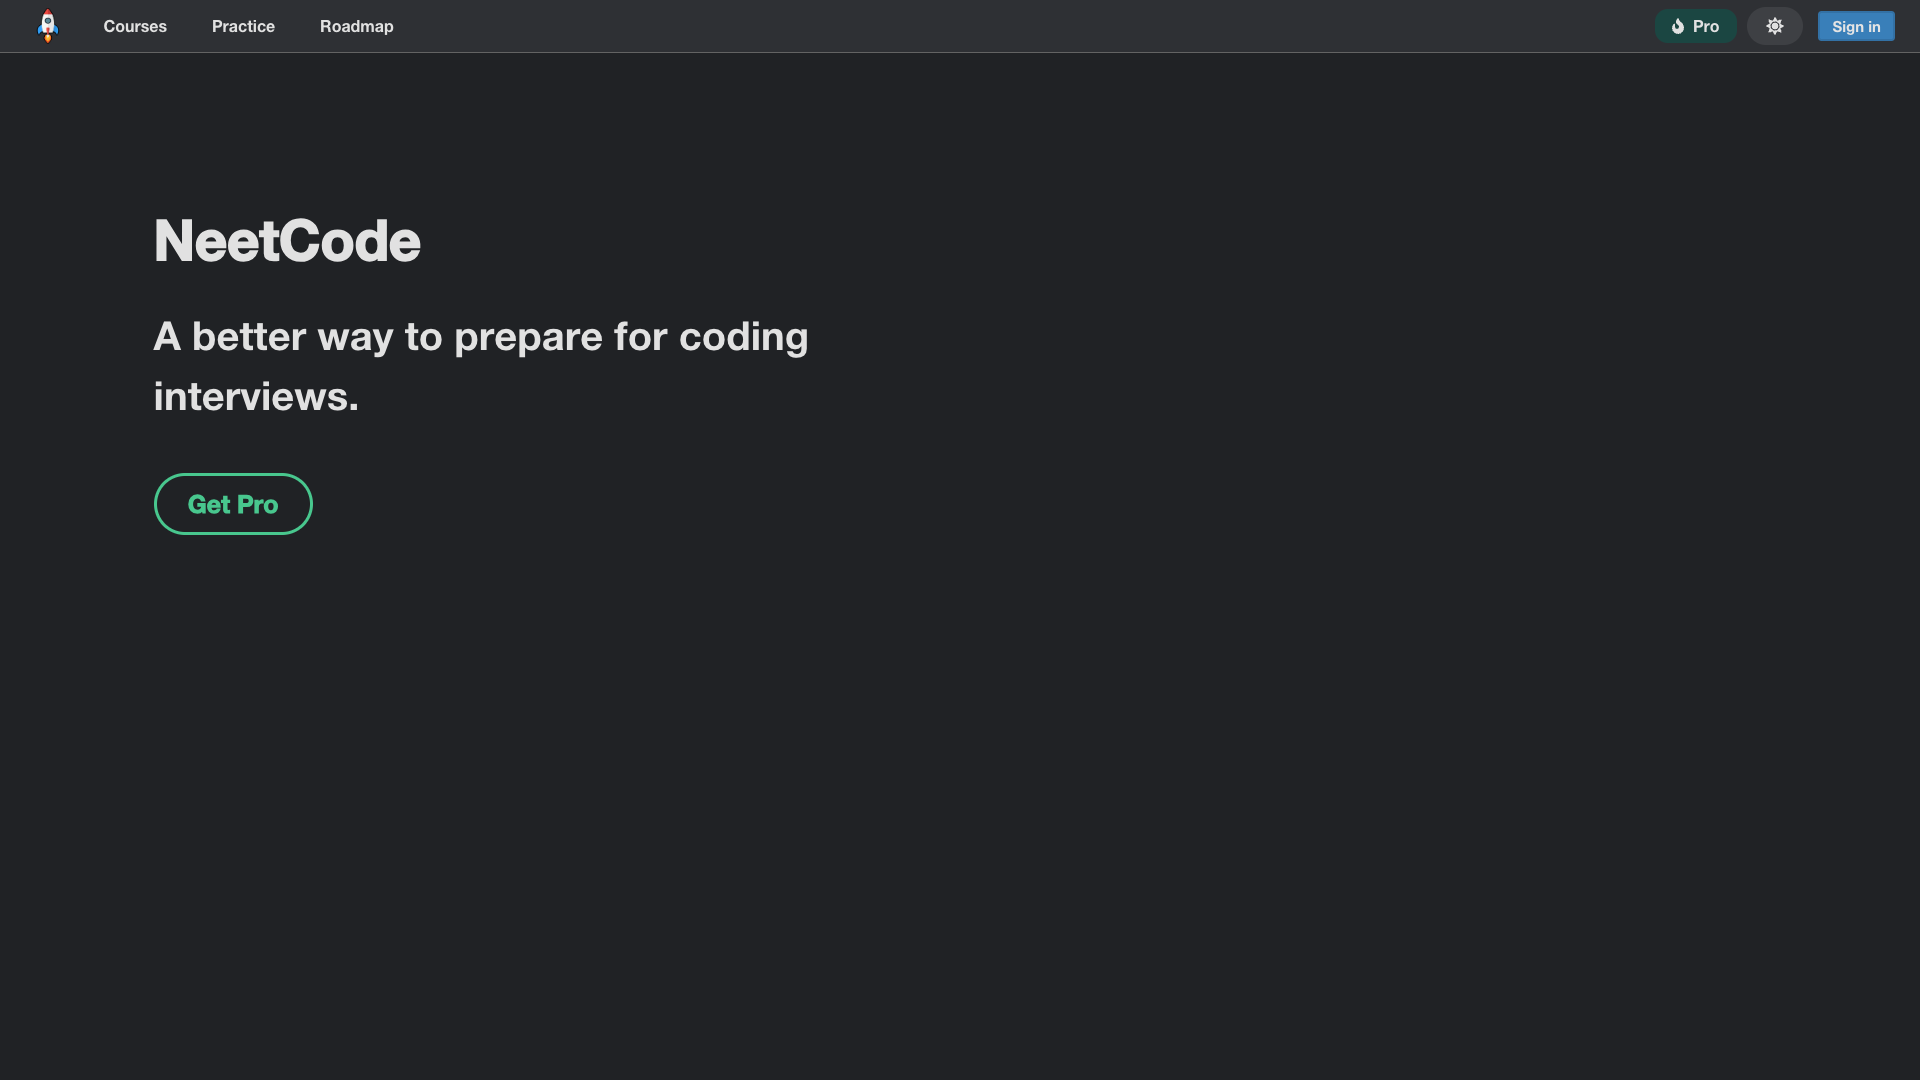 Courses Practice Roadmap Pro Sign in
NeetCode
A better way to prepare for coding
interviews.
Get Pro